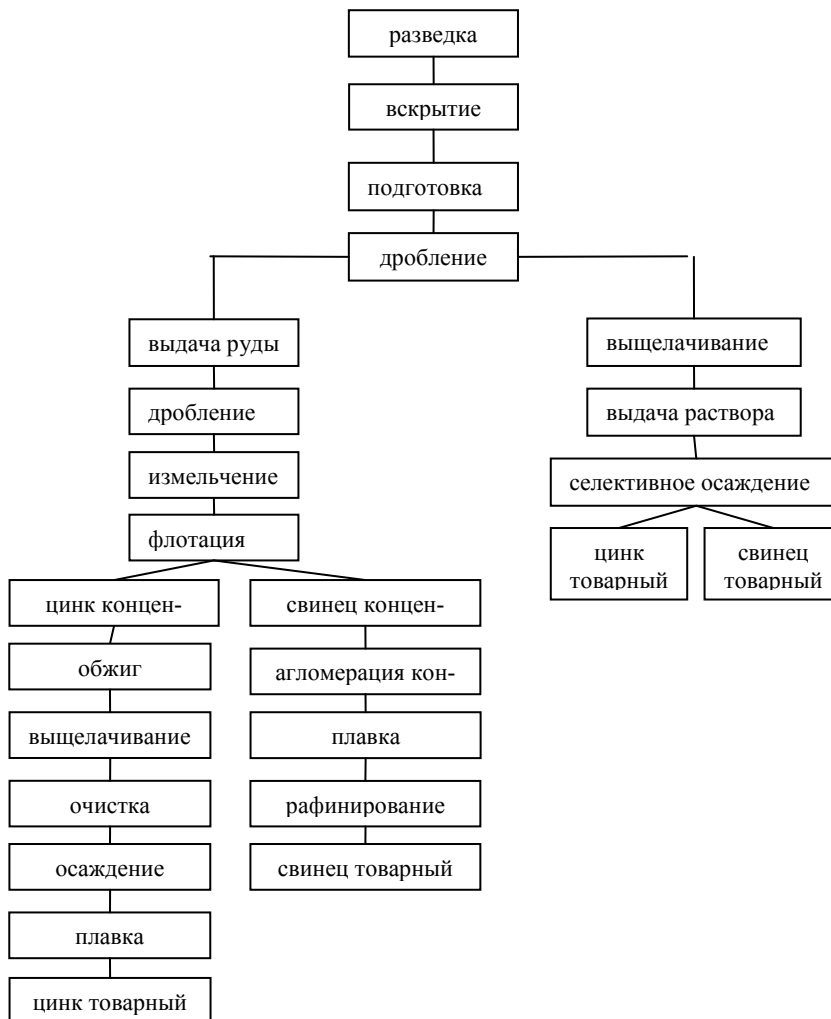 разведка
вскрытие
подготовка
дробление
выдача руды
дробление
измельчение
флотация
цинк концен-
обжиг
выщелачивание
очистка
осаждение
плавка
цинк товарный
свинец концен-
агломерация кон-
плавка
рафинирование
свинец товарный
выщелачивание
выдача раствора
селективное осаждение
цинк
товарный
свинец
товарный